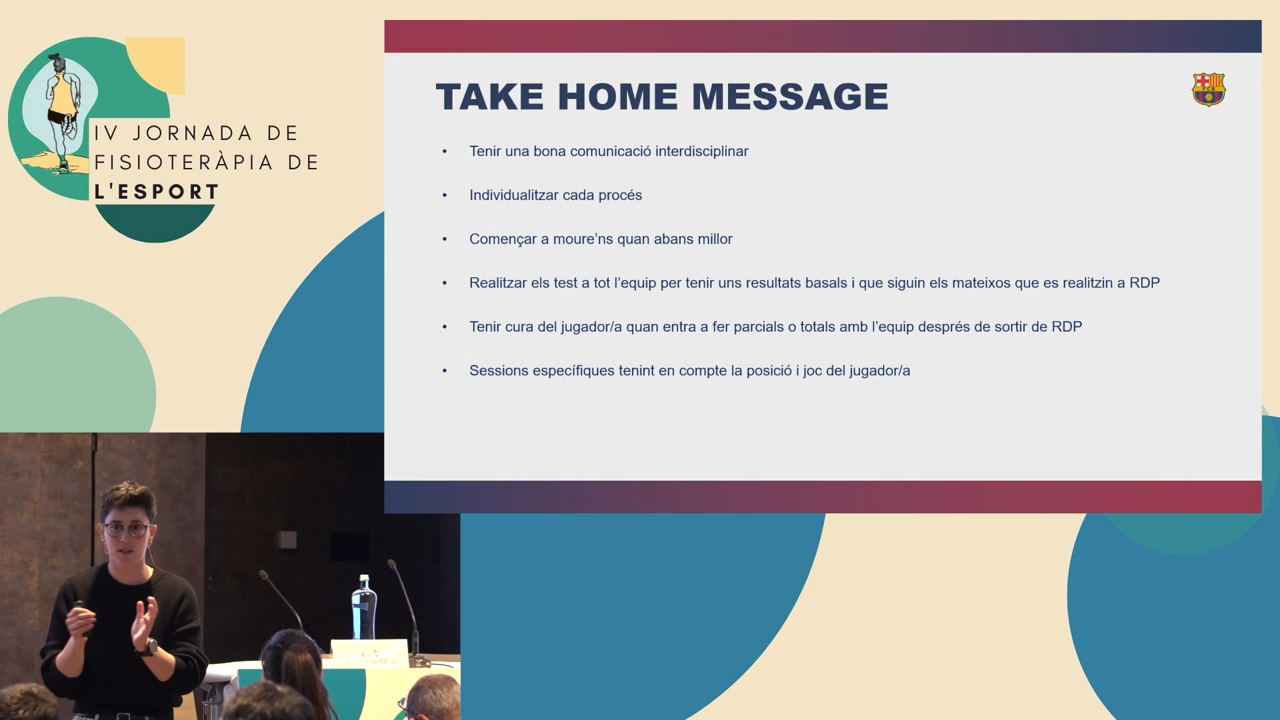 IV JORNADA DE
FISIOTERÀPIA DE
L'ESPORT
TAKE HOME MESSAGE
FCB
• Tenir una bona comunicació interdisciplinar
• Individualitzar cada procés
• Començar a moure’ns quan abans millor
• Realitzar els test a tot l’equip per tenir uns resultats basals i que siguin els mateixos que es realitzin a RDP
• Tenir cura del jugador/a quan entra a fer parcials o totals amb l’equip després de sortir de RDP
• Sessions específiques tenint en compte la posició i joc del jugador/a